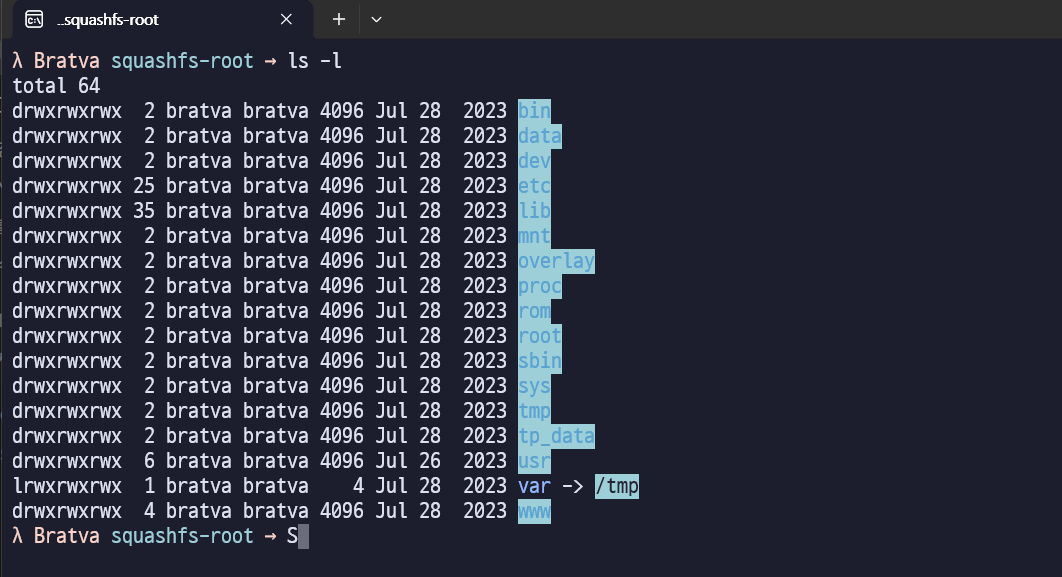 ..squashfs-root
λ Bratva squashfs-root → ls -l
total 64
drwxrwxrwx  2 bratva bratva 4096 Jul 28  2023 bin
drwxrwxrwx  2 bratva bratva 4096 Jul 28  2023 data
drwxrwxrwx  2 bratva bratva 4096 Jul 28  2023 dev
drwxrwxrwx 25 bratva bratva 4096 Jul 28  2023 etc
drwxrwxrwx 35 bratva bratva 4096 Jul 28  2023 lib
drwxrwxrwx  2 bratva bratva 4096 Jul 28  2023 mnt
drwxrwxrwx  2 bratva bratva 4096 Jul 28  2023 overlay
drwxrwxrwx  2 bratva bratva 4096 Jul 28  2023 proc
drwxrwxrwx  2 bratva bratva 4096 Jul 28  2023 rom
drwxrwxrwx  2 bratva bratva 4096 Jul 28  2023 root
drwxrwxrwx  2 bratva bratva 4096 Jul 28  2023 sbin
drwxrwxrwx  2 bratva bratva 4096 Jul 28  2023 sys
drwxrwxrwx  2 bratva bratva 4096 Jul 28  2023 tmp
drwxrwxrwx  2 bratva bratva 4096 Jul 28  2023 tp_data
drwxrwxrwx  6 bratva bratva 4096 Jul 26  2023 usr
lrwxrwxrwx  1 bratva bratva    4 Jul 28  2023 var -> /tmp
drwxrwxrwx  4 bratva bratva 4096 Jul 28  2023 www
λ Bratva squashfs-root → S